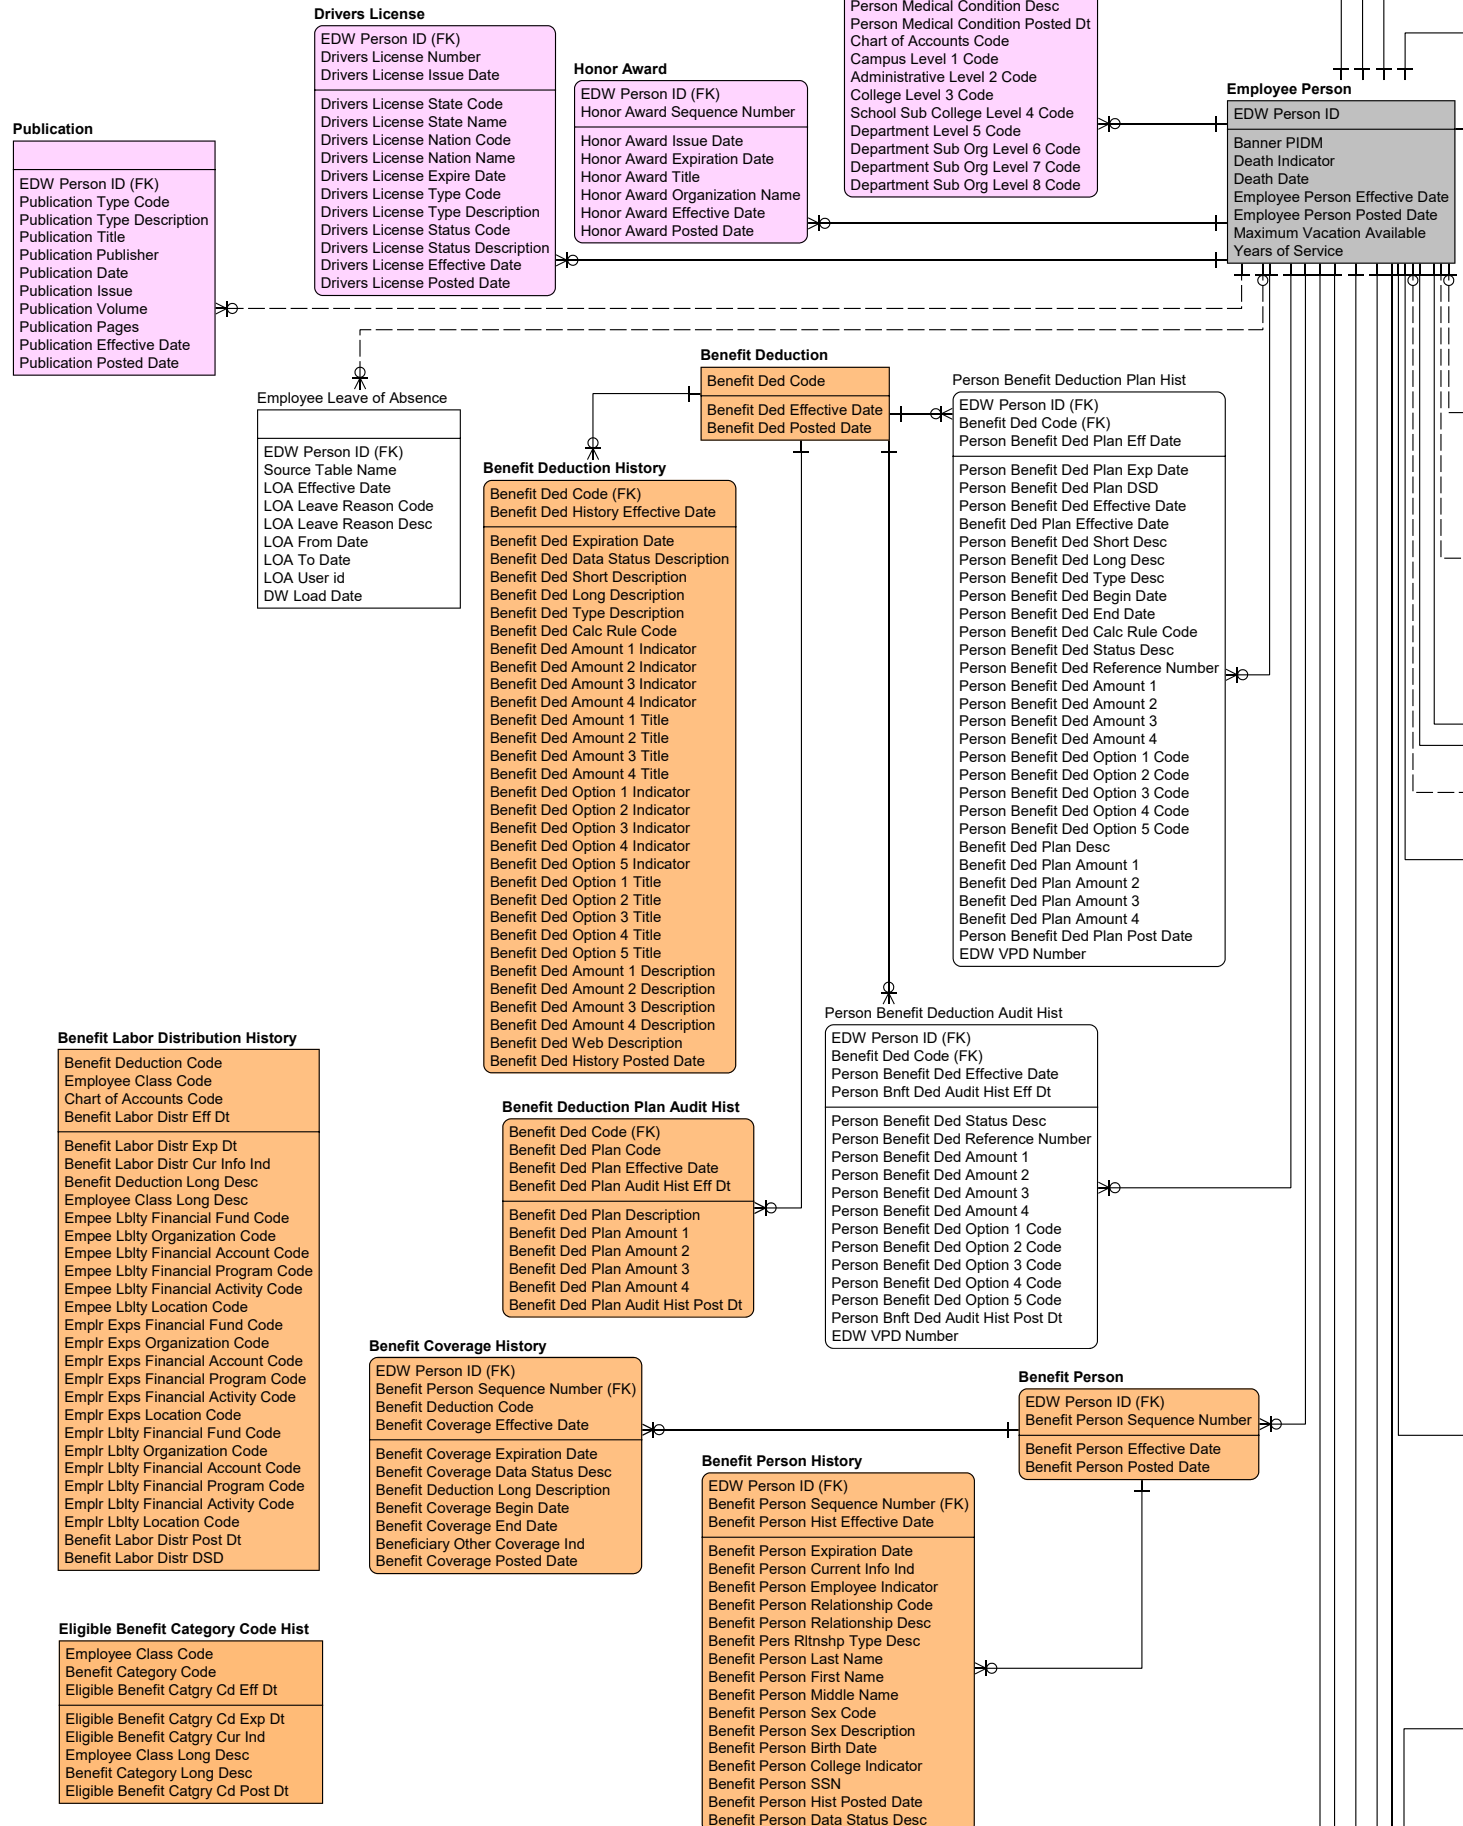 Drivers License
EDW Person ID (FK)
Drivers License Number
Drivers License Issue Date
Drivers License State Code
Drivers License State Name
Drivers License Nation Code
Drivers License Nation Name
Drivers License Expire Date
Drivers License Type Code
Drivers License Type Description
Drivers License Status Code
Drivers License Status Description
Drivers License Effective Date
Drivers License Posted Date
Honor Award
EDW Person ID (FK)
Honor Award Sequence Number
Honor Award Issue Date
Honor Award Expiration Date
Honor Award Title
Honor Award Organization Name
Honor Award Effective Date
Honor Award Posted Date
Person Medical Condition Desc
Person Medical Condition Posted Dt
Chart of Accounts Code
Campus Level 1 Code
Administrative Level 2 Code
College Level 3 Code
School Sub College Level 4 Code
Department Level 5 Code
Department Sub Org Level 6 Code
Department Sub Org Level 7 Code
Department Sub Org Level 8 Code
Employee Person
EDW Person ID
Banner PIDM
Death Indicator
Death Date
Employee Person Effective Date
Employee Person Posted Date
Maximum Vacation Available
Years of Service
Publication
EDW Person ID (FK)
Publication Type Code
Publication Type Description
Publication Title
Publication Publisher
Publication Date
Publication Issue
Publication Volume
Publication Pages
Publication Effective Date
Publication Posted Date
Employee Leave of Absence
EDW Person ID (FK)
Source Table Name
LOA Effective Date
LOA Leave Reason Code
LOA Leave Reason Desc
LOA From Date
LOA To Date
LOA User id
DW Load Date
Benefit Deduction
Benefit Ded Code
Benefit Ded Effective Date
Benefit Ded Posted Date
Person Benefit Deduction Plan Hist
EDW Person ID (FK)
Benefit Ded Code (FK)
Person Benefit Ded Plan Eff Date
Person Benefit Ded Plan Exp Date
Person Benefit Ded Plan DSD
Person Benefit Ded Effective Date
Benefit Ded Plan Effective Date
Person Benefit Ded Short Desc
Person Benefit Ded Long Desc
Person Benefit Ded Type Desc
Person Benefit Ded Begin Date
Person Benefit Ded End Date
Person Benefit Ded Calc Rule Code
Person Benefit Ded Status Desc
Person Benefit Ded Reference Number
Person Benefit Ded Amount 1
Person Benefit Ded Amount 2
Person Benefit Ded Amount 3
Person Benefit Ded Amount 4
Person Benefit Ded Option 1 Code
Person Benefit Ded Option 2 Code
Person Benefit Ded Option 3 Code
Person Benefit Ded Option 4 Code
Person Benefit Ded Option 5 Code
Benefit Ded Plan Desc
Benefit Ded Plan Amount 1
Benefit Ded Plan Amount 2
Benefit Ded Plan Amount 3
Benefit Ded Plan Amount 4
Person Benefit Ded Plan Post Date
EDW VPD Number
Benefit Deduction History
Benefit Ded Code (FK)
Benefit Ded History Effective Date
Benefit Ded Expiration Date
Benefit Ded Data Status Description
Benefit Ded Short Description
Benefit Ded Long Description
Benefit Ded Type Description
Benefit Ded Calc Rule Code
Benefit Ded Amount 1 Indicator
Benefit Ded Amount 2 Indicator
Benefit Ded Amount 3 Indicator
Benefit Ded Amount 4 Indicator
Benefit Ded Amount 1 Title
Benefit Ded Amount 2 Title
Benefit Ded Amount 3 Title
Benefit Ded Amount 4 Title
Benefit Ded Option 1 Indicator
Benefit Ded Option 2 Indicator
Benefit Ded Option 3 Indicator
Benefit Ded Option 4 Indicator
Benefit Ded Option 5 Indicator
Benefit Ded Option 1 Title
Benefit Ded Option 2 Title
Benefit Ded Option 3 Title
Benefit Ded Option 4 Title
Benefit Ded Option 5 Title
Benefit Ded Amount 1 Description
Benefit Ded Amount 2 Description
Benefit Ded Amount 3 Description
Benefit Ded Amount 4 Description
Benefit Ded Web Description
Benefit Ded History Posted Date
Person Benefit Deduction Audit Hist
EDW Person ID (FK)
Benefit Ded Code (FK)
Person Benefit Ded Effective Date
Person Bnft Ded Audit Hist Eff Dt
Person Benefit Ded Status Desc
Person Benefit Ded Reference Number
Person Benefit Ded Amount 1
Person Benefit Ded Amount 2
Person Benefit Ded Amount 3
Person Benefit Ded Amount 4
Person Benefit Ded Option 1 Code
Person Benefit Ded Option 2 Code
Person Benefit Ded Option 3 Code
Person Benefit Ded Option 4 Code
Person Benefit Ded Option 5 Code
Person Bnft Ded Audit Hist Post Dt
EDW VPD Number
Benefit Labor Distribution History
Benefit Deduction Code
Employee Class Code
Chart of Accounts Code
Benefit Labor Distr Eff Dt
Benefit Labor Distr Exp Dt
Benefit Labor Distr Cur Info Ind
Benefit Deduction Long Desc
Employee Class Long Desc
Empee Lblty Financial Fund Code
Empee Lblty Organization Code
Empee Lblty Financial Account Code
Empee Lblty Financial Program Code
Empee Lblty Financial Activity Code
Empee Lblty Location Code
Emplr Exps Financial Fund Code
Emplr Exps Organization Code
Emplr Exps Financial Account Code
Emplr Exps Financial Program Code
Emplr Exps Financial Activity Code
Emplr Exps Location Code
Emplr Lblty Financial Fund Code
Emplr Lblty Organization Code
Emplr Lblty Financial Account Code
Emplr Lblty Financial Program Code
Emplr Lblty Financial Activity Code
Emplr Lblty Location Code
Benefit Labor Distr Post Dt
Benefit Labor Distr DSD
Benefit Deduction Plan Audit Hist
Benefit Ded Code (FK)
Benefit Ded Plan Code
Benefit Ded Plan Effective Date
Benefit Ded Plan Audit Hist Eff Dt
Benefit Ded Plan Description
Benefit Ded Plan Amount 1
Benefit Ded Plan Amount 2
Benefit Ded Plan Amount 3
Benefit Ded Plan Amount 4
Benefit Ded Plan Audit Hist Post Dt
Benefit Coverage History
EDW Person ID (FK)
Benefit Person Sequence Number (FK)
Benefit Deduction Code
Benefit Coverage Effective Date
Benefit Coverage Expiration Date
Benefit Coverage Data Status Desc
Benefit Deduction Long Description
Benefit Coverage Begin Date
Benefit Coverage End Date
Beneficiary Other Coverage Ind
Benefit Coverage Posted Date
Benefit Person
EDW Person ID (FK)
Benefit Person Sequence Number
Benefit Person Effective Date
Benefit Person Posted Date
Benefit Person History
EDW Person ID (FK)
Benefit Person Sequence Number (FK)
Benefit Person Hist Effective Date
Benefit Person Expiration Date
Benefit Person Current Info Ind
Benefit Person Employee Indicator
Benefit Person Relationship Code
Benefit Person Relationship Desc
Benefit Pers Rltnshp Type Desc
Benefit Person Last Name
Benefit Person First Name
Benefit Person Middle Name
Benefit Person Sex Code
Benefit Person Sex Description
Benefit Person Birth Date
Benefit Person College Indicator
Benefit Person SSN
Benefit Person Hist Posted Date
Benefit Person Data Status Desc
Eligible Benefit Category Code Hist
Employee Class Code
Benefit Category Code
Eligible Benefit Catgry Cd Eff Dt
Eligible Benefit Catgry Cd Exp Dt
Eligible Benefit Catgry Cur Ind
Employee Class Long Desc
Benefit Category Long Desc
Eligible Benefit Catgry Cd Post Dt